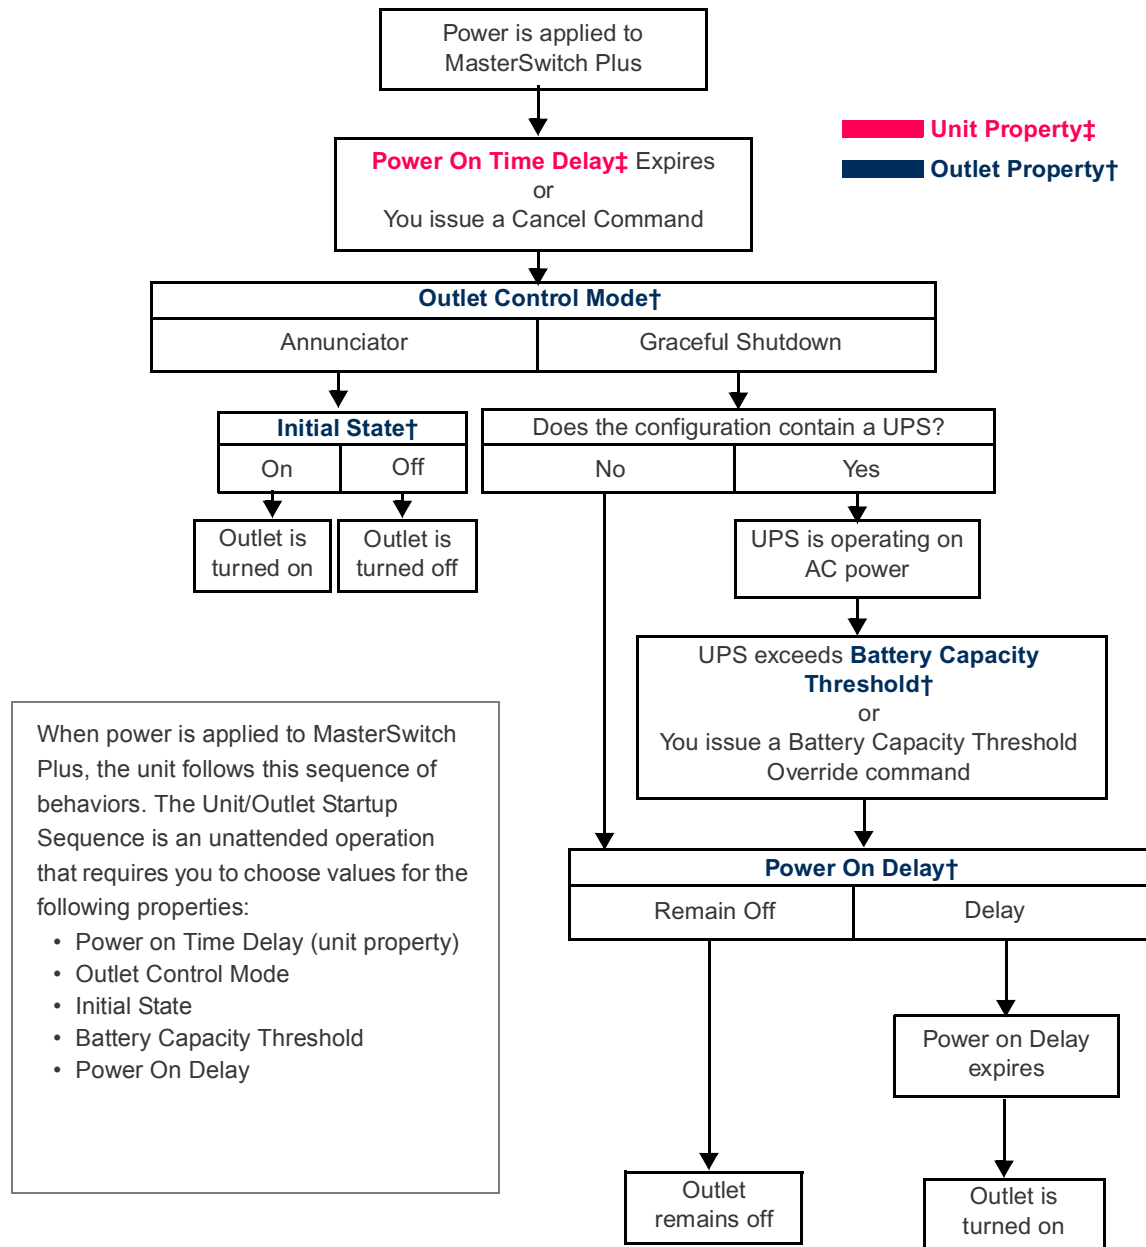 Power is applied to
MasterSwitch Plus
Unit Property‡
Outlet Property†
Power On Time Delay‡ Expires
or
You issue a Cancel Command
Outlet Control Mode†
Annunciator
Graceful Shutdown
Initial State†
On
Off
Does the configuration contain a UPS?
No
Yes
Outlet is
turned on
Outlet is
turned off
UPS is operating on
AC power
UPS exceeds Battery Capacity
Threshold†
or
You issue a Battery Capacity Threshold
Override command
When power is applied to MasterSwitch
Plus, the unit follows this sequence of
behaviors. The Unit/Outlet Startup
Sequence is an unattended operation
that requires you to choose values for the
following properties:
• Power on Time Delay (unit property)
• Outlet Control Mode
• Initial State
• Battery Capacity Threshold
• Power On Delay
Power On Delay†
Remain Off
Delay
Power on Delay
expires
Outlet
remains off
Outlet is
turned on